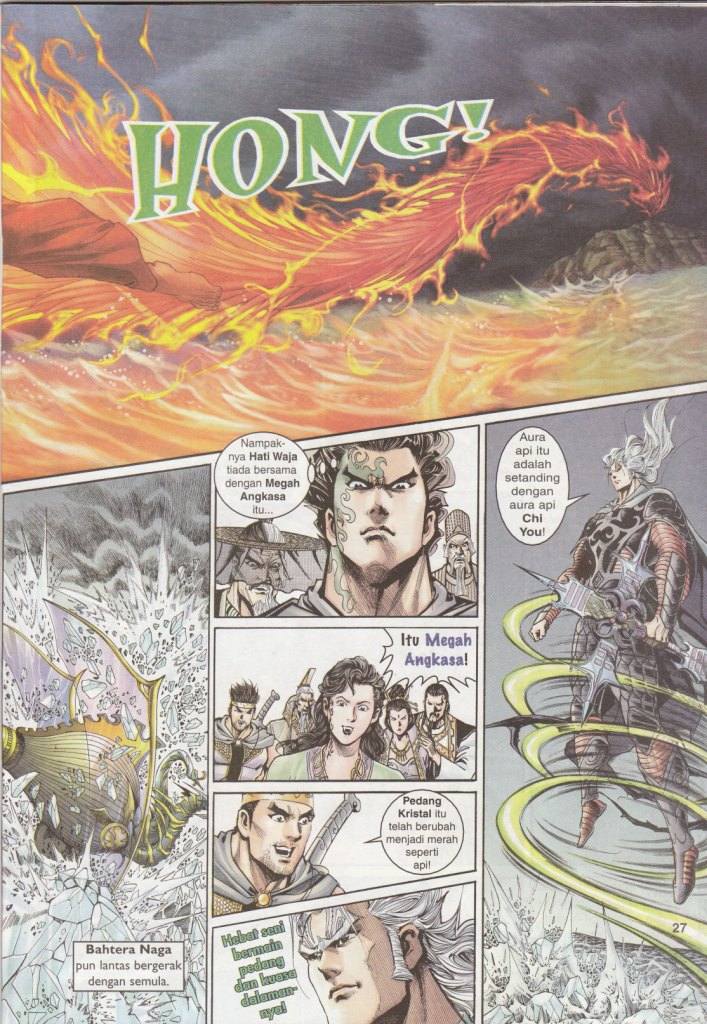 HONG!
Nampak-
nya Hati Waja
tiada bersama
dengan Megah
Angkasa
itu...
Aura
api itu
adalah
setanding
dengan
aura api
Chi
You!
Itu Megah
Angkasa!
Pedang
Kristal itu
telah berubah
menjadi merah
seperti
api!
Hebat seni
bermain
pedang
dan kuasa
dalaman-
nya!
Bahtera Naga
pun lantas bergerak
dengan semula.
27